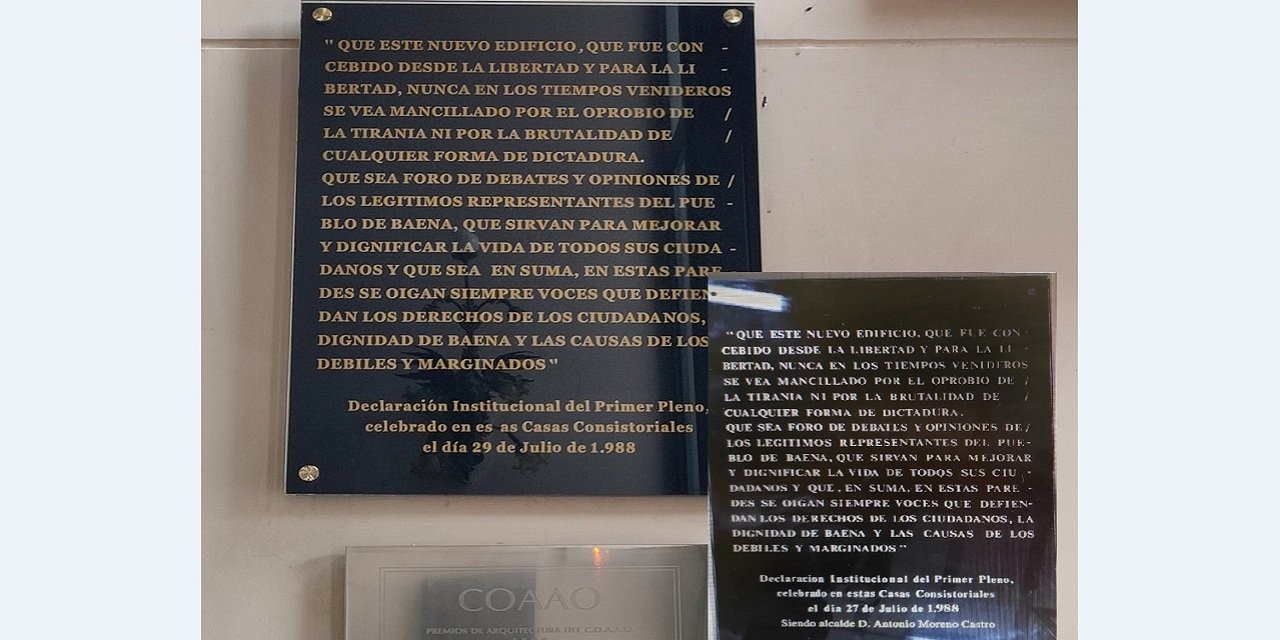 " QUE ESTE NUEVO EDIFICIO, QUE FUE CON -
CEBIDO DESDE LA LIBERTAD Y PARA LA LI -
BERTAD, NUNCA EN LOS TIEMPOS VENIDEROS
SE VEA MANCILLADO POR EL OPROBIO DE /
LA TIRANIA NI POR LA BRUTALIDAD DE /
CUALQUIER FORMA DE DICTADURA.
QUE SEA FORO DE DEBATES Y OPINIONES DE /
LOS LEGITIMOS REPRESENTANTES DEL PUE -
BLO DE BAENA, QUE SIRVAN PARA MEJORAR
Y DIGNIFICAR LA VIDA DE TODOS SUS CIUDA -
DANOS Y QUE SEA EN SUMA, EN ESTAS PARE
DES SE OIGAN SIEMPRE VOCES QUE DEFIEN
DAN LOS DERECHOS DE LOS CIUDADANOS,
DIGNIDAD DE BAENA Y LAS CAUSAS DE LOS
DEBILES Y MARGINADOS "
Declaración Institucional del Primer Pleno,
celebrado en es as Casas Consistoriales
el día 29 de Julio de 1.988
"QUE ESTE NUEVO EDIFICIO, QUE FUE CON
CEBIDO DESDE LA LIBERTAD Y PARA LA LI -
BERTAD, NUNCA EN LOS TIEMPOS VENIDEROS
SE VEA MANCILLADO POR EL OPROBIO DE /
LA TIRANIA NI POR LA BRUTALIDAD DE /
CUALQUIER FORMA DE DICTADURA.
QUE SEA FORO DE DEBATES Y OPINIONES DE /
LOS LEGITIMOS REPRESENTANTES DEL PUE-
BLO DE BAENA, QUE SIRVAN PARA MEJORAR
Y DIGNIFICAR LA VIDA DE TODOS SUS CIU -
DADANOS Y QUE, EN SUMA, EN ESTAS PARE -
DES SE OIGAN SIEMPRE VOCES QUE DEFIEN-
DAN LOS DERECHOS DE LOS CIUDADANOS, LA
DIGNIDAD DE BAENA Y LAS CAUSAS DE LOS
DEBILES Y MARGINADOS"
Declaracion Institucional del Primer Pleno,
celebrado en estas Casas Consistoriales
el dia 27 de Julio de 1.988
Siendo alcalde D. Antonio Moreno Castro
COAAO
PREMIOS DE ARQUITECTURA DEL C.O.A.A.O.